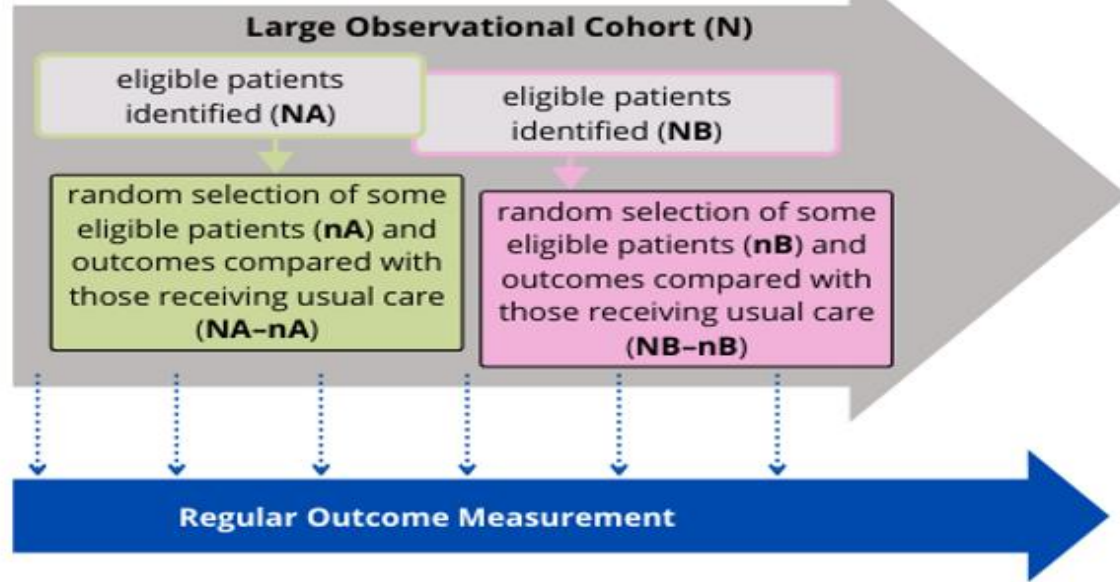 Large Observational Cohort (N)
eligible patients
identified (NA)
eligible patients
identified (NB)
random selection of some
eligible patients (nA) and
outcomes compared with
those receiving usual care
(NA–nA)
random selection of some
eligible patients (nB) and
outcomes compared with
those receiving usual care
(NB–nB)
Regular Outcome Measurement